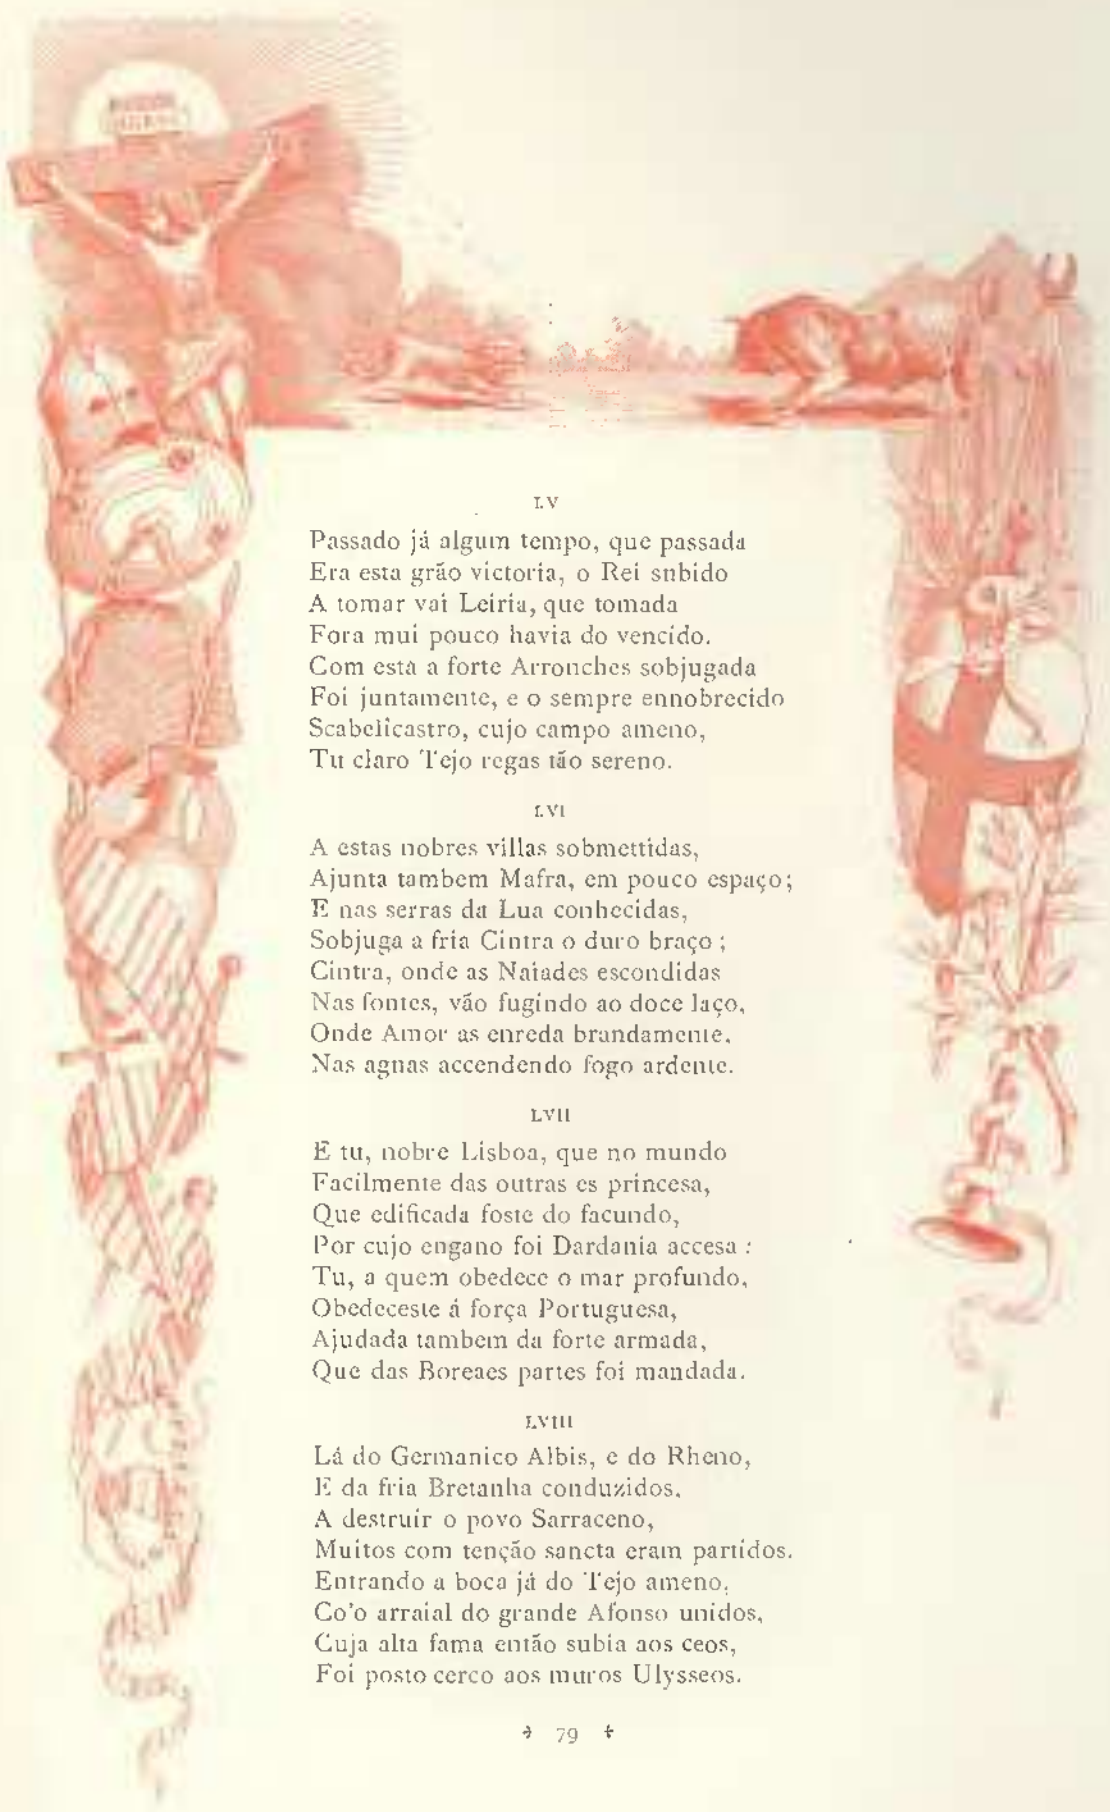 LV
Passado já algum tempo, que passada
Era esta grão victoria, o Rei subido
A tomar vai Leiria, que tomada
Fora mui pouco havia do vencido.
Com esta a forte Arronches sobjugada
Foi juntamente, e o sempre ennobrecido
Scabelicastro, cujo campo ameno,
Tu claro Tejo regas tão sereno.
LVI
A estas nobres villas sobmettidas,
Ajunta tambem Mafra, em pouco espaço;
E nas serras da Lua conhecidas,
Sobjuga a fria Cintra o duro braço;
Cintra, onde as Naiades escondidas
Nas fontes, vão fugindo ao doce laço,
Onde Amor as enreda brandamente,
Nas aguas accendendo fogo ardente.
LVII
E tu, nobre Lisboa, que no mundo
Facilmente das outras es princesa,
Que edificada foste do facundo,
Por cujo engano foi Dardania accesa:
Tu, a quem obedece o mar profundo,
Obedeceste á força Portuguesa,
Ajudada tambem da forte armada,
Que das Boreaes partes foi mandada.
LVIII
Lá do Germanico Albis, e do Rheno,
E da fria Bretanha conduzidos,
A destruir o povo Sarraceno,
Muitos com tenção sancta eram partidos.
Entrando a boca já do Tejo ameno,
Co'o arraial do grande Afonso unidos,
Cuja alta fama então subia aos ceos,
Foi posto cerco aos muros Ulysseos.
79